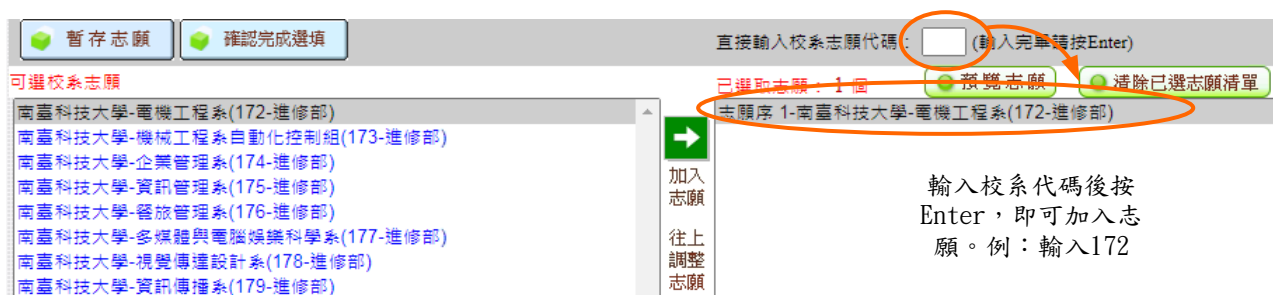 暫存志願
確認完成選填
直接輸入校系志願代碼： (輸入完畢請按Enter)
可選校系志願
已選取志願： 1 個
預覽志願
清除已選志願清單
南臺科技大學-電機工程系(172-進修部)
南臺科技大學-機械工程系自動化控制組(173-進修部)
南臺科技大學-企業管理系(174-進修部)
南臺科技大學-資訊管理系(175-進修部)
南臺科技大學-餐旅管理系(176-進修部)
南臺科技大學-多媒體與電腦娛樂科學系(177-進修部)
南臺科技大學-視覺傳達設計系(178-進修部)
南臺科技大學-資訊傳播系(179-進修部)
加入
志願
往上
調整
志願
志願序 1-南臺科技大學-電機工程系(172-進修部)
輸入校系代碼後按
Enter，即可加入志
願。例：輸入172